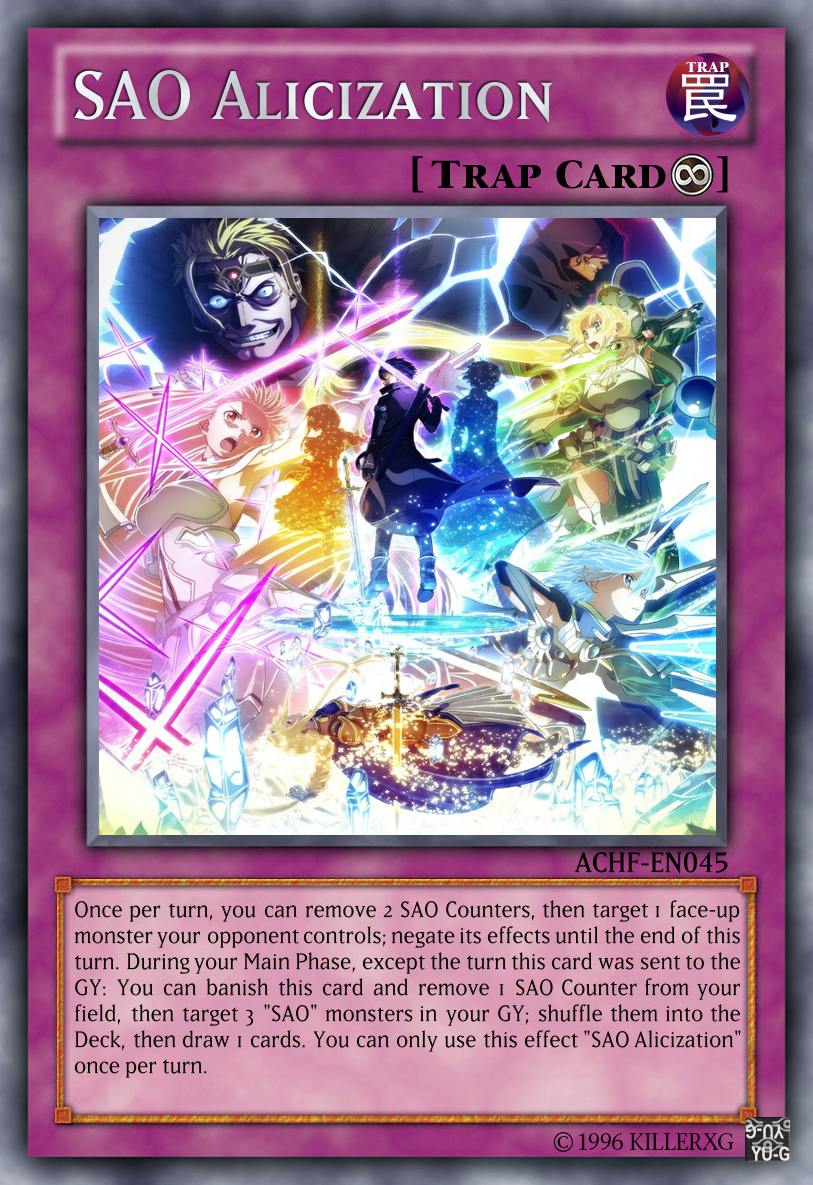 SAO Alicization
TRAP
罠
[Trap Card∞]
ACHF-EN045
Once per turn, you can remove 2 SAO Counters, then target 1 face-up
monster your opponent controls; negate its effects until the end of this
turn. During your Main Phase, except the turn this card was sent to the
GY: You can banish this card and remove 1 SAO Counter from your
field, then target 3 "SAO" monsters in your GY; shuffle them into the
Deck, then draw 1 cards. You can only use this effect "SAO Alicization"
once per turn.
© 1996 KILLERXG
YU-G
YU-G